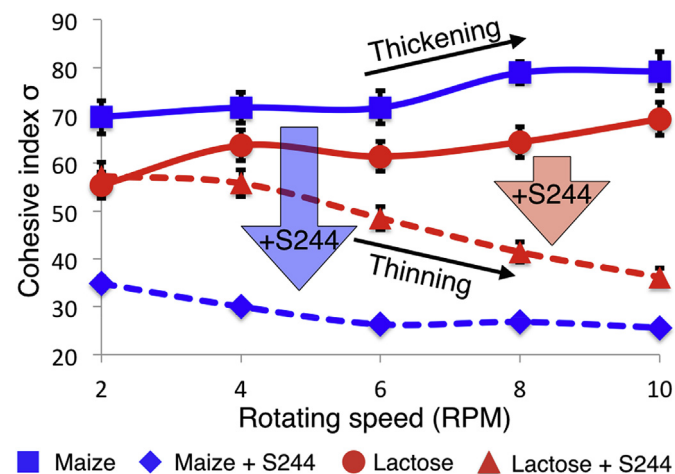 90
80
70
60
50
40
30
20
Cohesive index σ
Thickening
+S244
+S244
Thinning
2 4 6 8 10
Rotating speed (RPM)
Maize Maize + S244 Lactose Lactose + S244